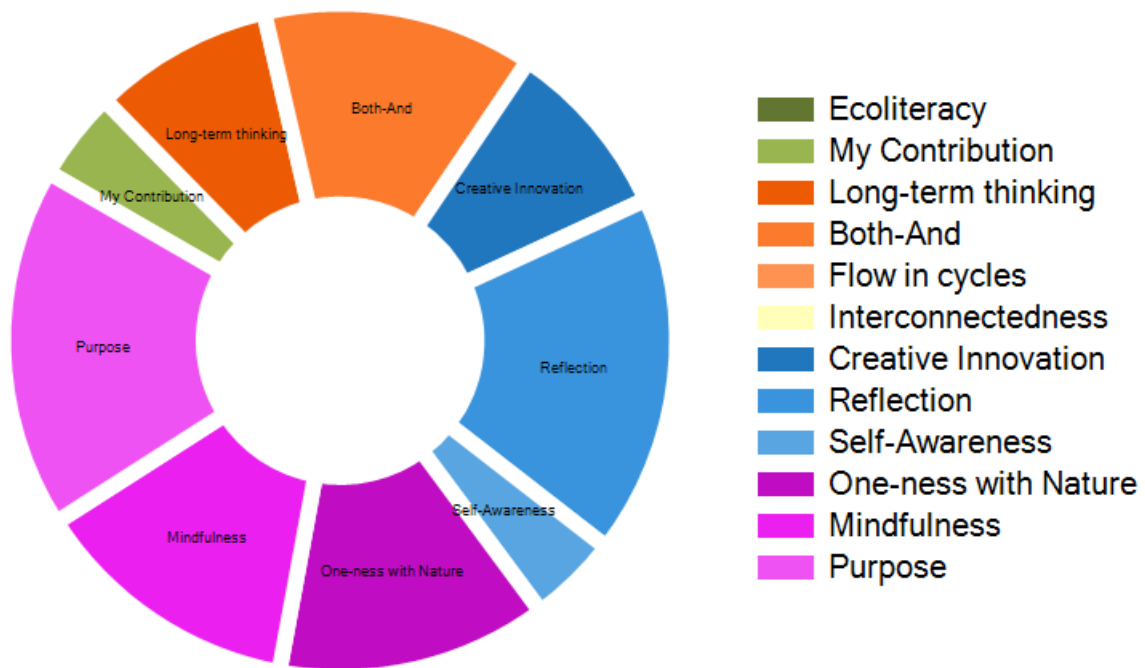 Both-And
Long-term thinking
Creative Innovation
My Contribution
Purpose
Reflection
Self-Awareness
Mindfulness
One-ness with Nature
Ecoliteracy
My Contribution
Long-term thinking
Both-And
Flow in cycles
Interconnectedness
Creative Innovation
Reflection
Self-Awareness
One-ness with Nature
Mindfulness
Purpose